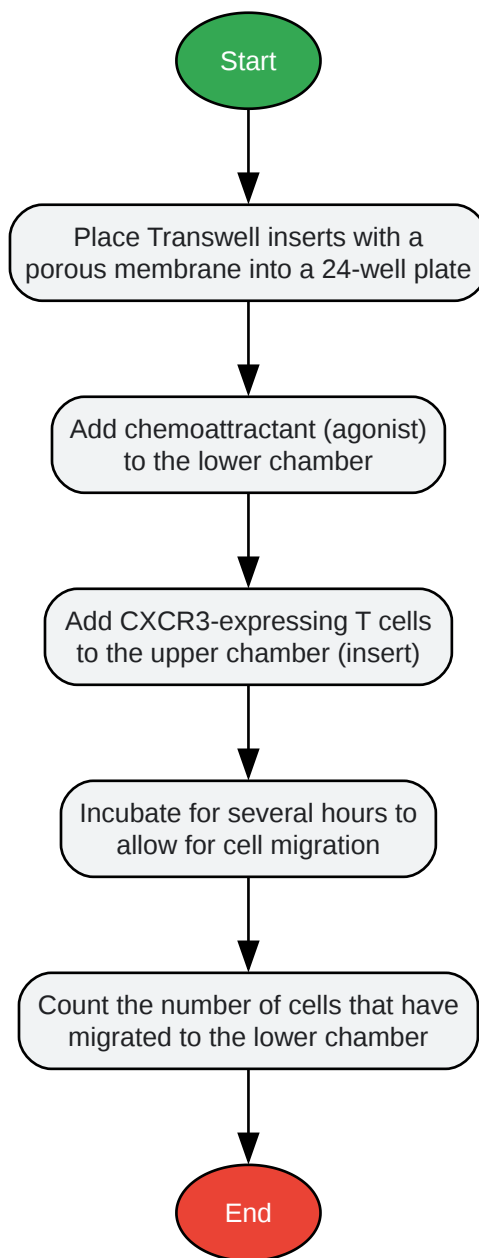 Start
Place Transwell inserts with a
porous membrane into a 24-well plate
Add chemoattractant (agonist)
to the lower chamber
Add CXCR3-expressing T cells
to the upper chamber (insert)
Incubate for several hours to
allow for cell migration
Count the number of cells that have
migrated to the lower chamber
End